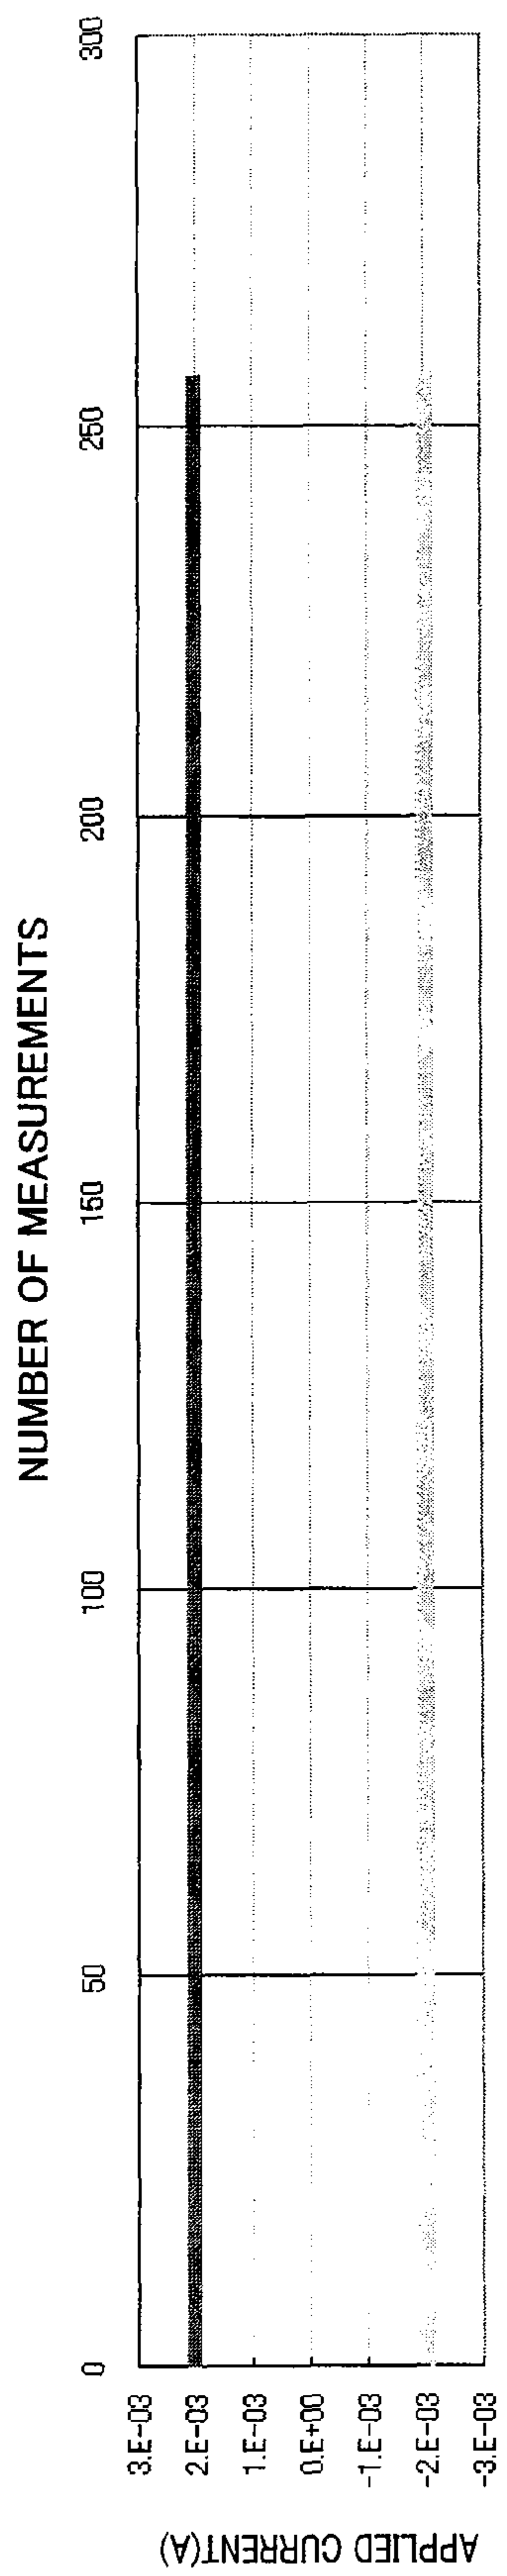 NUMBER OF MEASUREMENTS
0 50 100 150 200 250 300
3.E-03
2.E-03
1.E-03
0.E+00
-1.E-03
-2.E-03
-3.E-03
APPLIED CURRENT(A)